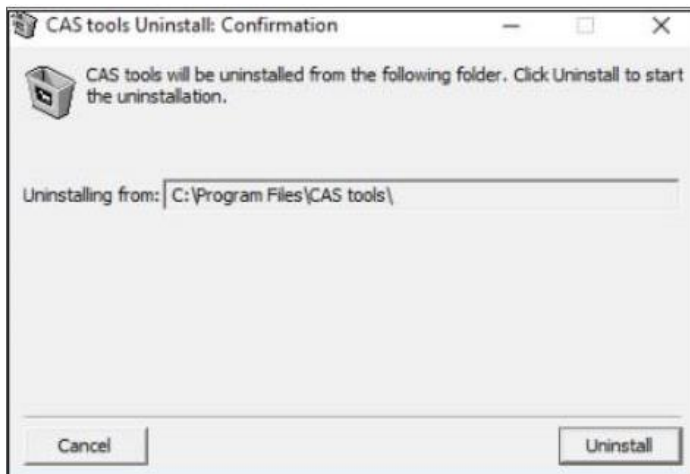 CAS tools Uninstall: Confirmation
CAS tools will be uninstalled from the following folder. Click Uninstall to start
the uninstallation.
Uninstalling from: C:\Program Files\CAS tools\
Cancel Uninstall